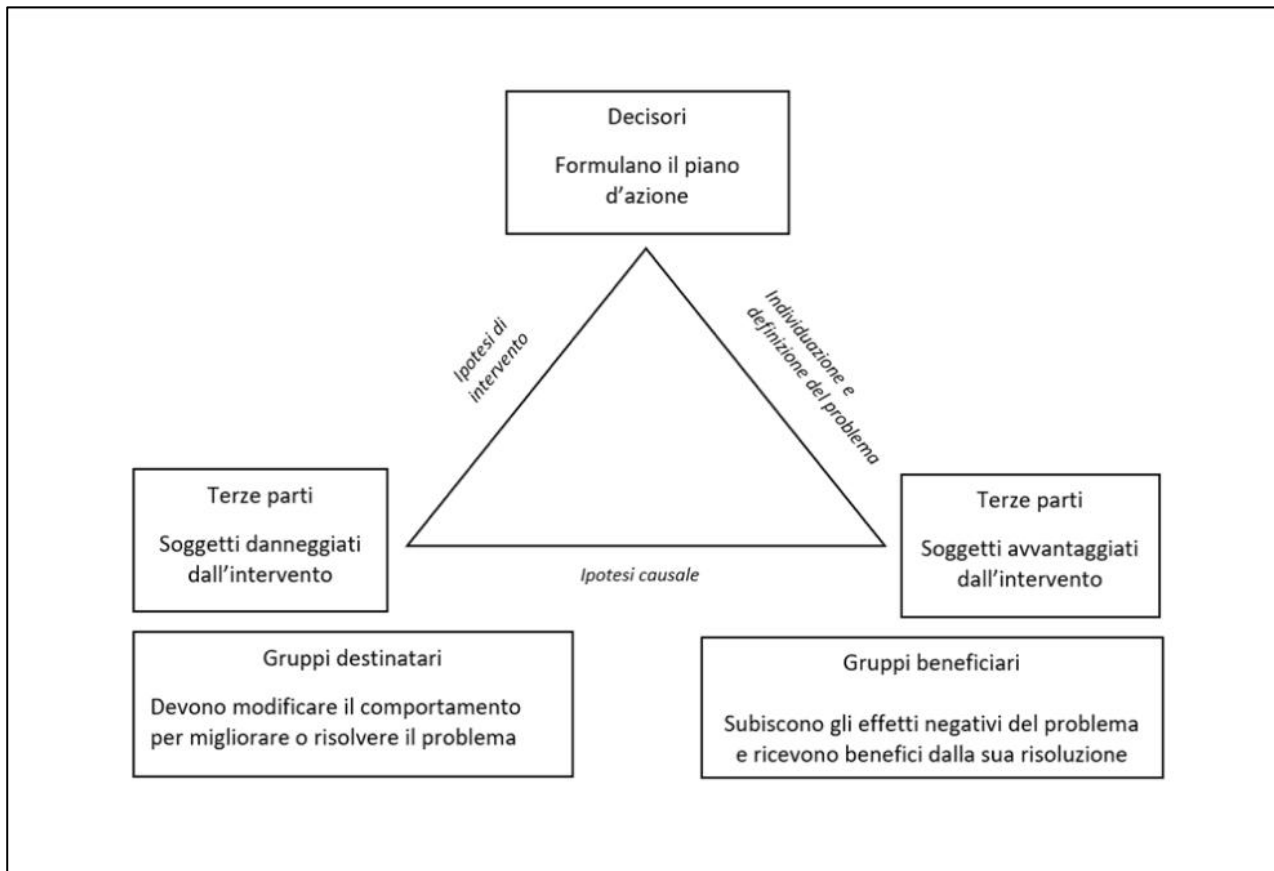 Decisori
Formulano il piano
d’azione
Ipotesi di
intervento
Individuazione e
definizione del problema
Terze parti
Soggetti danneggiati
dall’intervento
Terze parti
Soggetti avvantaggiati
dall’intervento
Ipotesi causale
Gruppi destinatari
Devono modificare il comportamento
per migliorare o risolvere il problema
Gruppi beneficiari
Subiscono gli effetti negativi del problema
e ricevono benefici dalla sua risoluzione